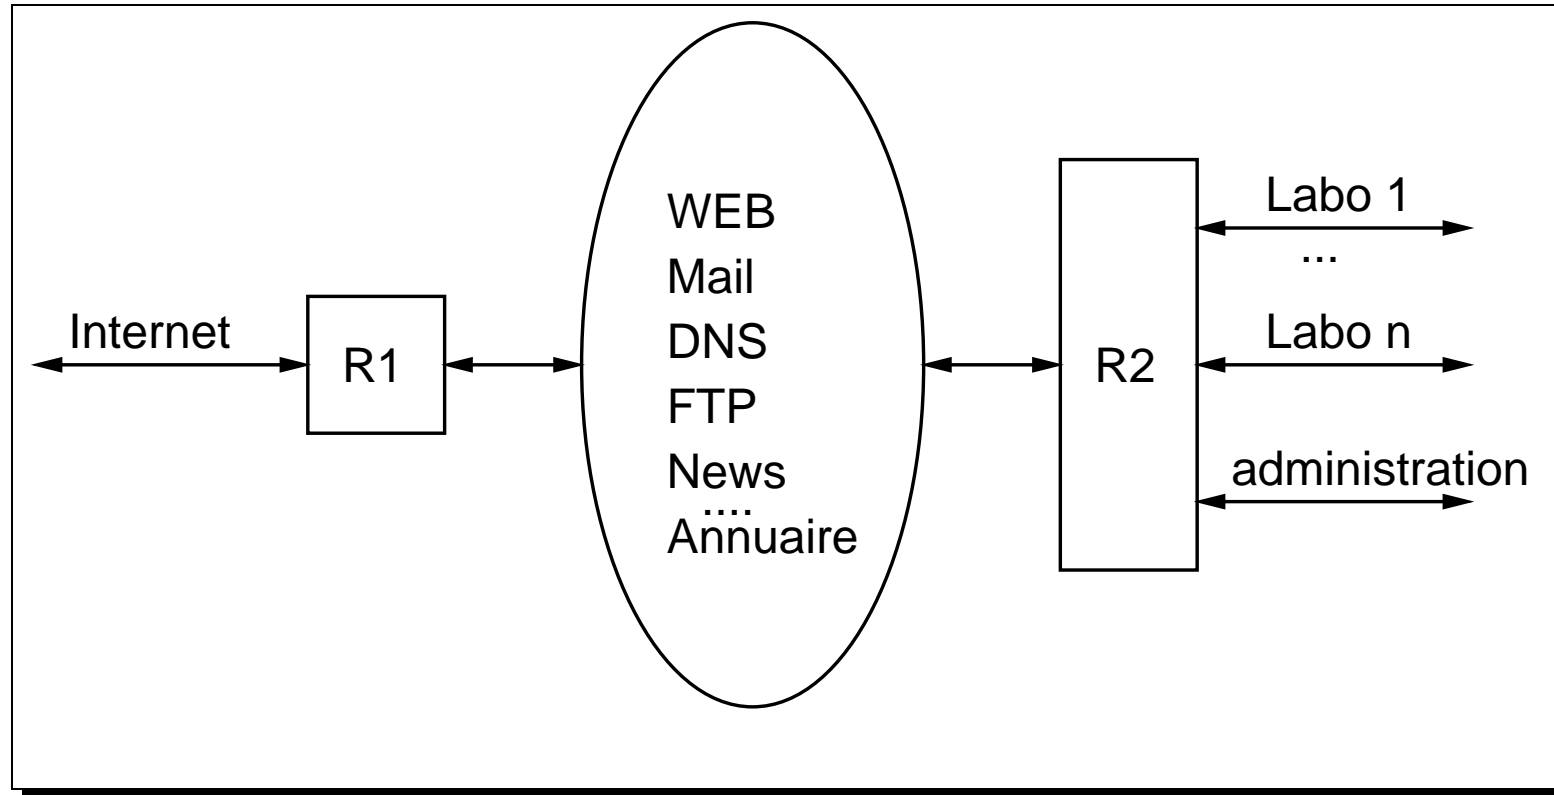 Internet
R1
WEB
Mail
DNS
FTP
News
....
Annuaire
R2
Labo 1
...
Labo n
administration